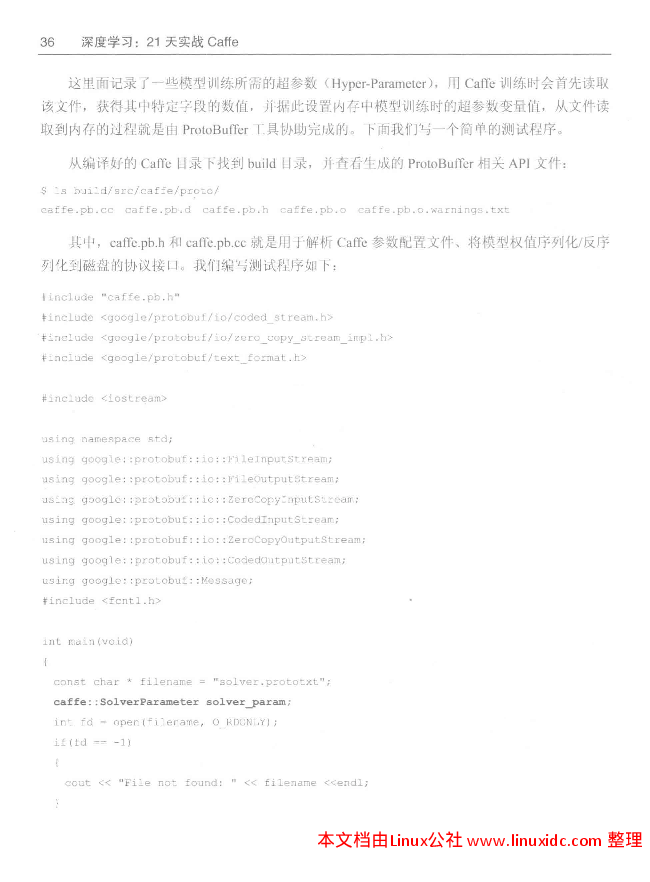 36 深度学习：21 天实战 Caffe
这里面记录了一些模型训练所需的超参数（Hyper-Parameter），用 Caffe 训练时会首先读取
该文件，获得其中特定字段的数值，并据此设置内存中模型训练时的超参数变量值，从文件读
取到内存的过程就是由 ProtoBuffer 工具协助完成的。下面我们写一个简单的测试程序。
从编译好的 Caffe 目录下找到 build 目录，并查看生成的 ProtoBuffer 相关 API 文件：
$ ls build/src/caffe/proto/
caffe.pb.cc caffe.pb.d caffe.pb.h caffe.pb.o caffe.pb.o.warnings.txt
其中，caffe.pb.h 和 caffe.pb.cc 就是用于解析 Caffe 参数配置文件、将模型权值序列化/反序
列化到磁盘的协议接口。我们编写测试程序如下：
#include "caffe.pb.h"
#include <google/protobuf/io/coded_stream.h>
#include <google/protobuf/io/zero_copy_stream_impl.h>
#include <google/protobuf/text_format.h>
#include <iostream>
using namespace std;
using google::protobuf::io::FileInputStream;
using google::protobuf::io::FileOutputStream;
using google::protobuf::io::ZeroCopyInputStream;
using google::protobuf::io::CodedInputStream;
using google::protobuf::io::ZeroCopyOutputStream;
using google::protobuf::io::CodedOutputStream;
using google::protobuf::Message;
#include <fcntl.h>
int main(void)
{
const char * filename = "solver.prototxt";
caffe::SolverParameter solver_param;
int fd = open(filename, O_RDONLY);
if(fd == -1)
{
cout << "File not found: " << filename <<endl;
}
本文档由Linux公社 www.linuxidc.com 整理